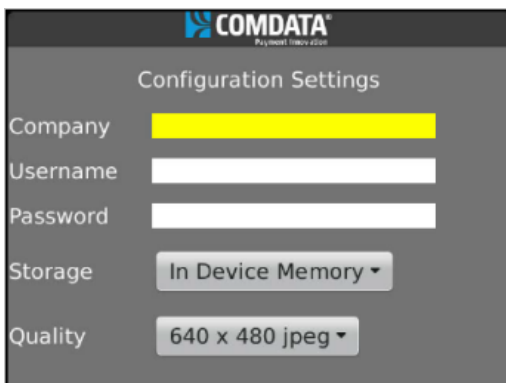 COMDATA®
Payment Innovation
Configuration Settings
Company
Username
Password
Storage In Device Memory
Quality 640 x 480 jpeg